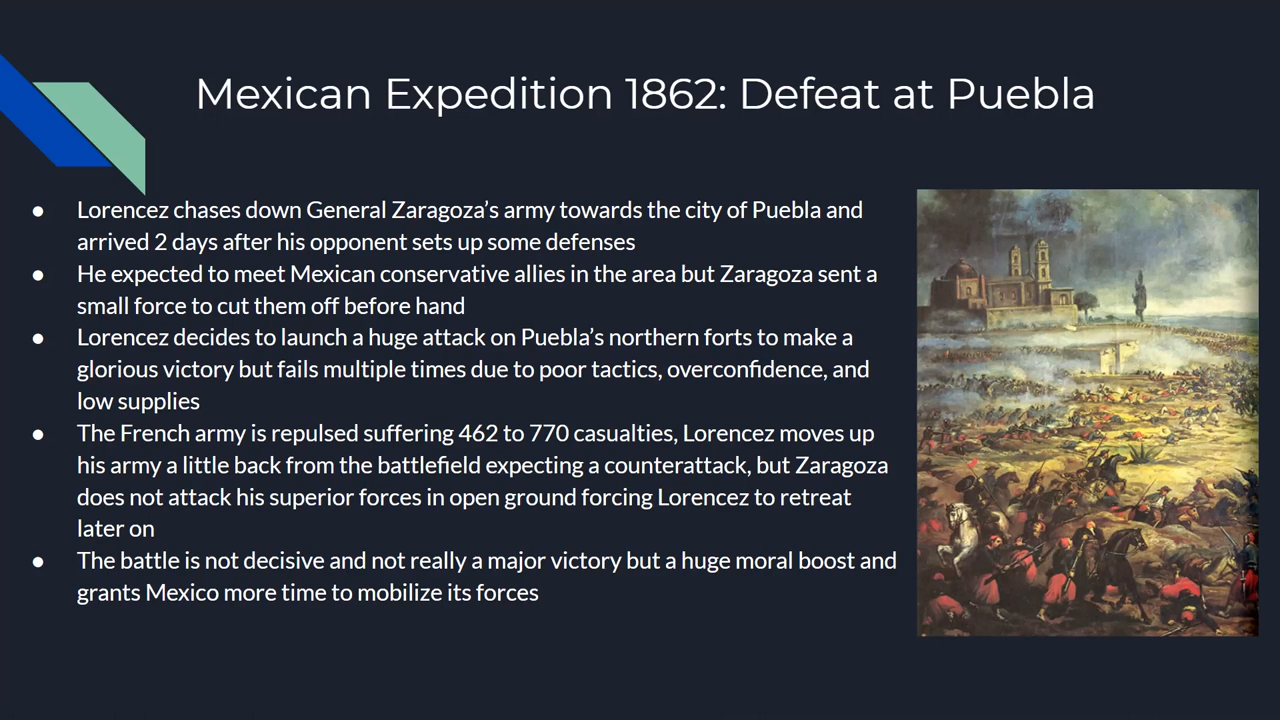 Mexican Expedition 1862: Defeat at Puebla
● Lorencez chases down General Zaragoza’s army towards the city of Puebla and
arrived 2 days after his opponent sets up some defenses
● He expected to meet Mexican conservative allies in the area but Zaragoza sent a
small force to cut them off before hand
● Lorencez decides to launch a huge attack on Puebla’s northern forts to make a
glorious victory but fails multiple times due to poor tactics, overconfidence, and
low supplies
● The French army is repulsed suffering 462 to 770 casualties, Lorencez moves up
his army a little back from the battlefield expecting a counterattack, but Zaragoza
does not attack his superior forces in open ground forcing Lorencez to retreat
later on
● The battle is not decisive and not really a major victory but a huge moral boost and
grants Mexico more time to mobilize its forces